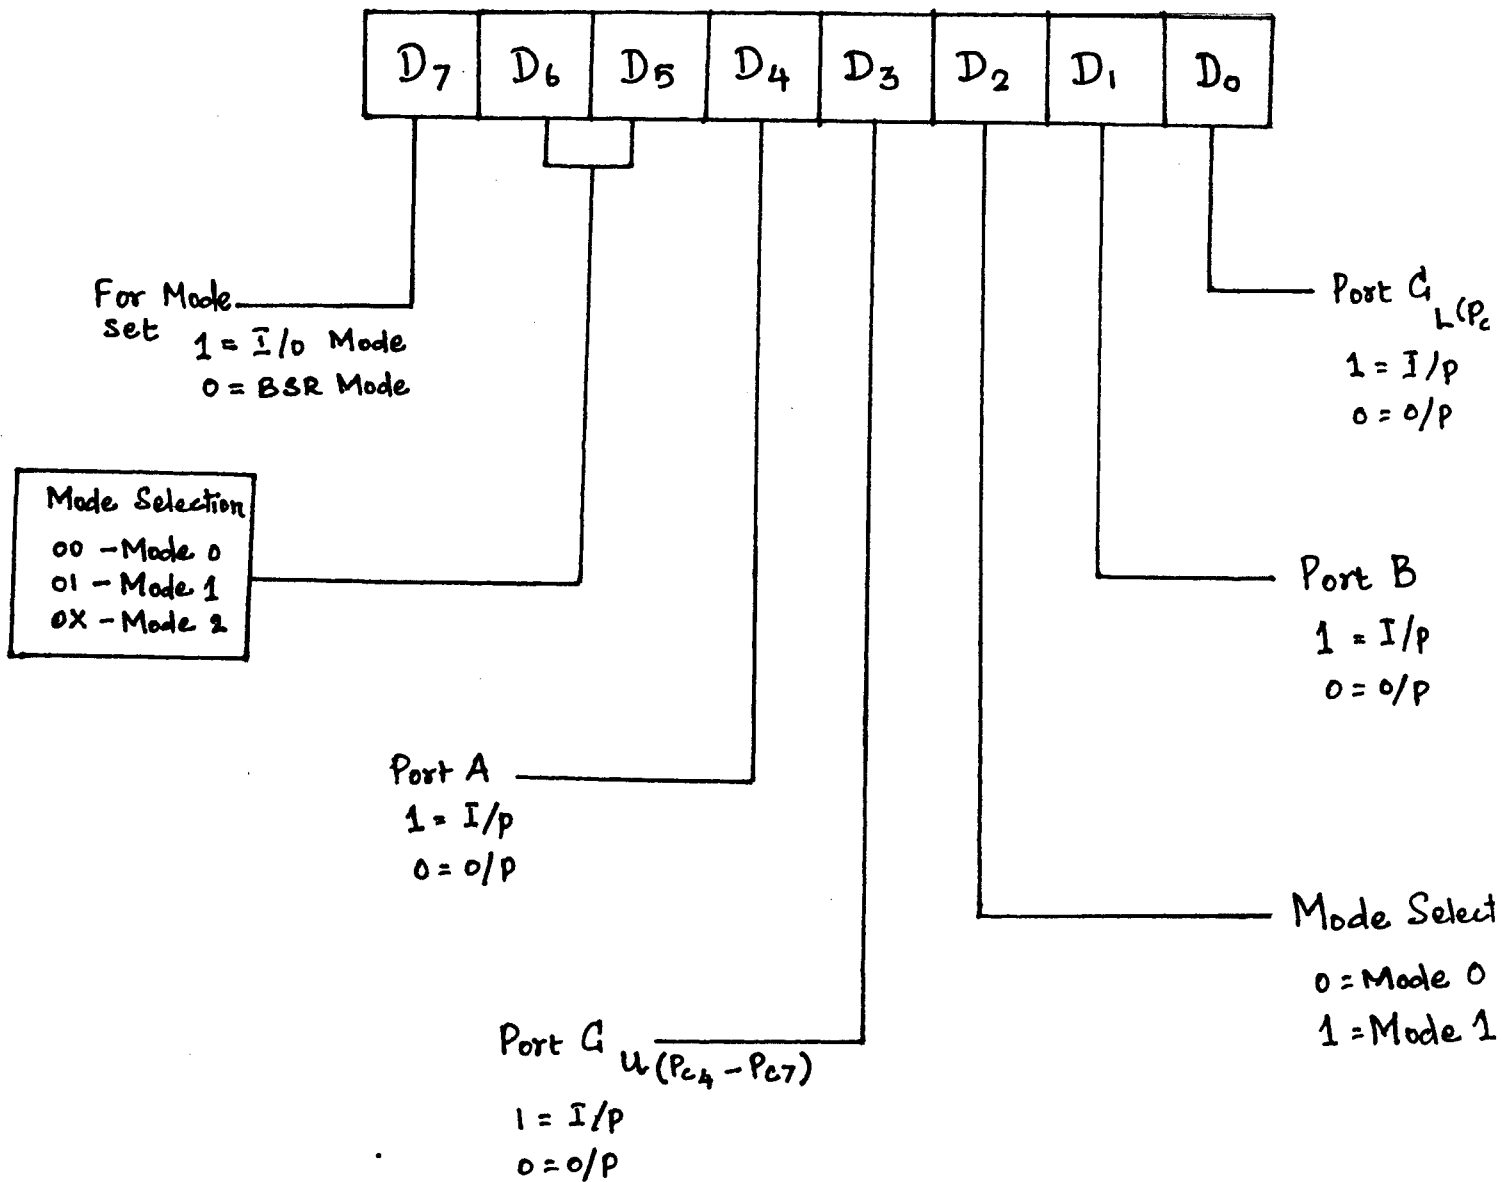 D7 D6 D5 D4 D3 D2 D1 D0
For Mode
set
1 = I/o Mode
0 = BSR Mode
Mode Selection
00 - Mode 0
01 - Mode 1
0X - Mode 2
Port A
1 = I/p
0 = o/p
Port C U (Pc4 - Pc7)
1 = I/p
0 = o/p
Port C L (Pc
1 = I/p
0 = o/p
Port B
1 = I/p
0 = o/p
Mode Select
0 = Mode 0
1 = Mode 1